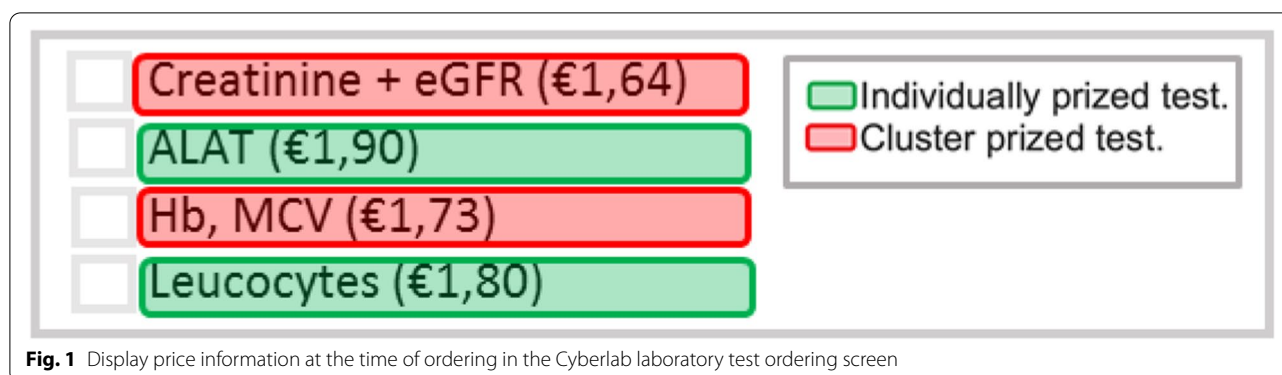 Creatinine + eGFR (€1,64)
ALAT (€1,90)
Hb, MCV (€1,73)
Leucocytes (€1,80)
Individually prized test.
Cluster prized test.
Fig. 1 Display price information at the time of ordering in the Cyberlab laboratory test ordering screen